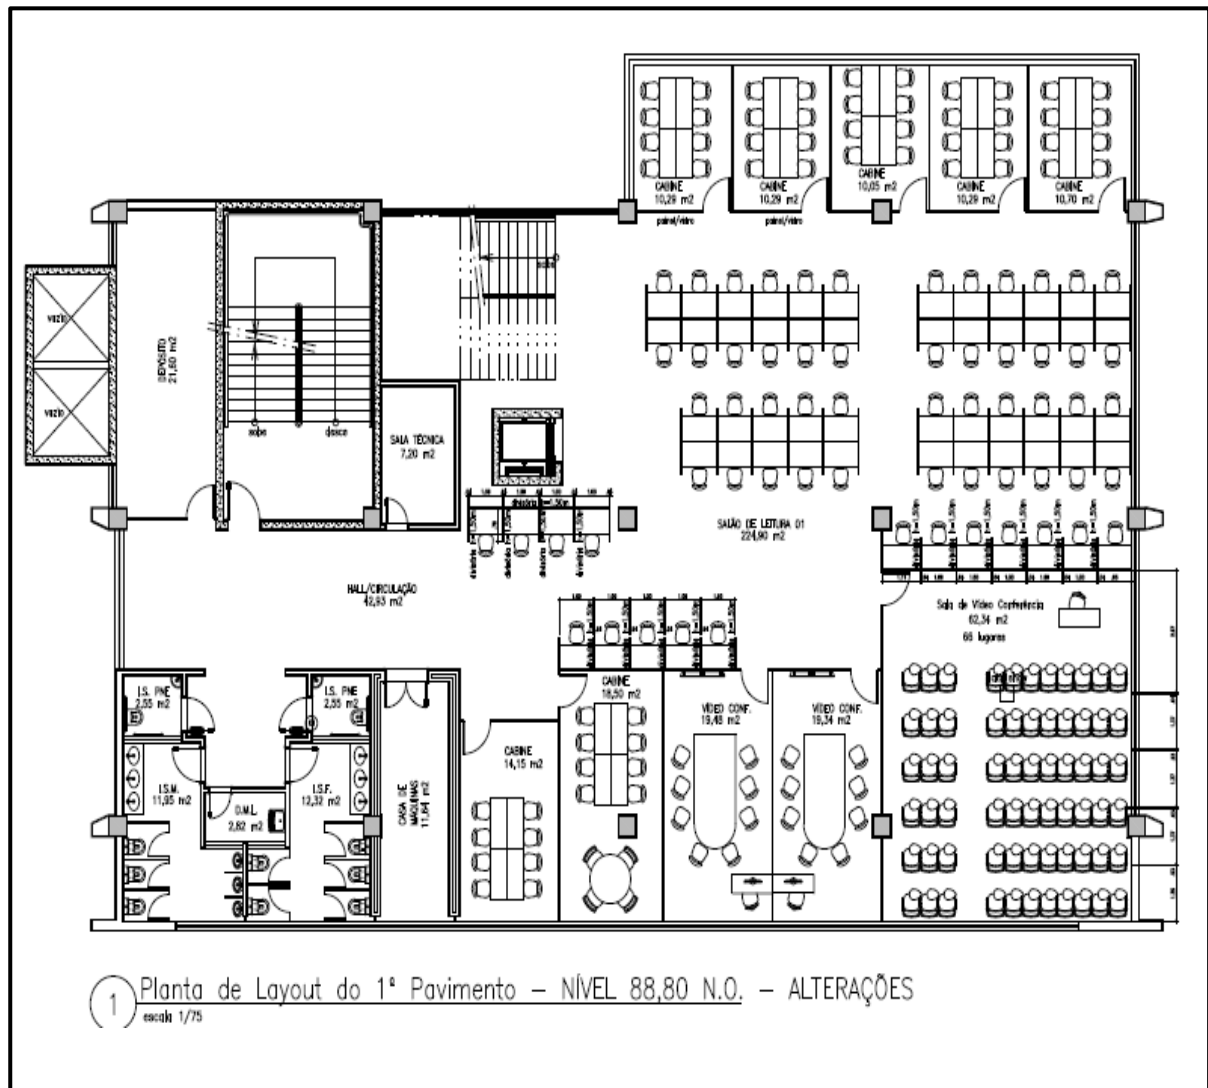 CABINE
10,29 m2
painel/vidro
CABINE
10,29 m2
painel/vidro
CABINE
10,05 m2
CABINE
10,29 m2
CABINE
10,70 m2
vazio
vazio
DEPÓSITO
21,60 m2
sobe
desce
SALA TÉCNICA
7,20 m2
divisória h=1,50m
SALÃO DE LEITURA 01
224,90 m2
HALL/CIRCULAÇÃO
42,93 m2
Sala de Vídeo Conferência
62,34 m2
66 lugares
I.S. PNE
2,55 m2
I.S. PNE
2,55 m2
CABINE
18,50 m2
VÍDEO CONF.
19,48 m2
VÍDEO CONF.
19,34 m2
CABINE
14,15 m2
I.S.M.
11,95 m2
I.S.F.
12,32 m2
D.M.L.
2,82 m2
CASA DE
MÁQUINAS
11,64 m2
1
Planta de Layout do 1º Pavimento – NÍVEL 88,80 N.O. – ALTERAÇÕES
escala 1/75